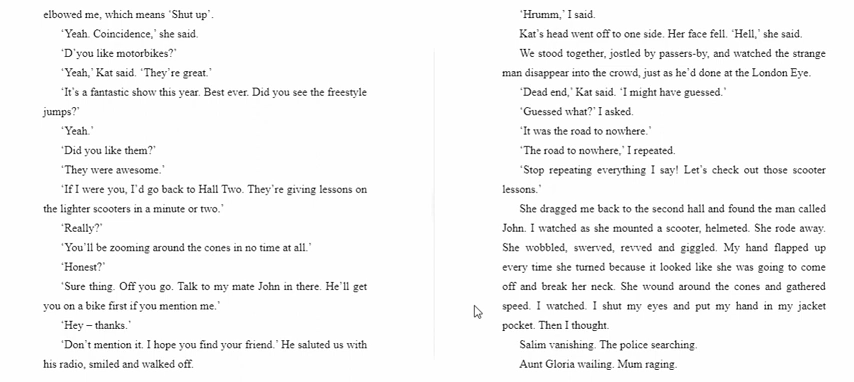 elbowed me, which means ‘Shut up’.
‘Yeah. Coincidence,’ she said.
‘D’you like motorbikes?’
‘Yeah,’ Kat said. ‘They’re great.’
‘It’s a fantastic show this year. Best ever. Did you see the freestyle
jumps?’
‘Yeah.’
‘Did you like them?’
‘They were awesome.’
‘If I were you, I’d go back to Hall Two. They’re giving lessons on
the lighter scooters in a minute or two.’
‘Really?’
‘You’ll be zooming around the cones in no time at all.’
‘Honest?’
‘Sure thing. Off you go. Talk to my mate John in there. He’ll get
you on a bike first if you mention me.’
‘Hey – thanks.’
‘Don’t mention it. I hope you find your friend.’ He saluted us with
his radio, smiled and walked off.
‘Hrumm,’ I said.
Kat’s head went off to one side. Her face fell. ‘Hell,’ she said.
We stood together, jostled by passers-by, and watched the strange
man disappear into the crowd, just as he’d done at the London Eye.
‘Dead end,’ Kat said. ‘I might have guessed.’
‘Guessed what?’ I asked.
‘It was the road to nowhere.’
‘The road to nowhere,’ I repeated.
‘Stop repeating everything I say! Let’s check out those scooter
lessons.’
She dragged me back to the second hall and found the man called
John. I watched as she mounted a scooter, helmeted. She rode away.
She wobbled, swerved, revved and giggled. My hand flapped up
every time she turned because it looked like she was going to come
off and break her neck. She wound around the cones and gathered
speed. I watched. I shut my eyes and put my hand in my jacket
pocket. Then I thought.
Salim vanishing. The police searching.
Aunt Gloria wailing. Mum raging.